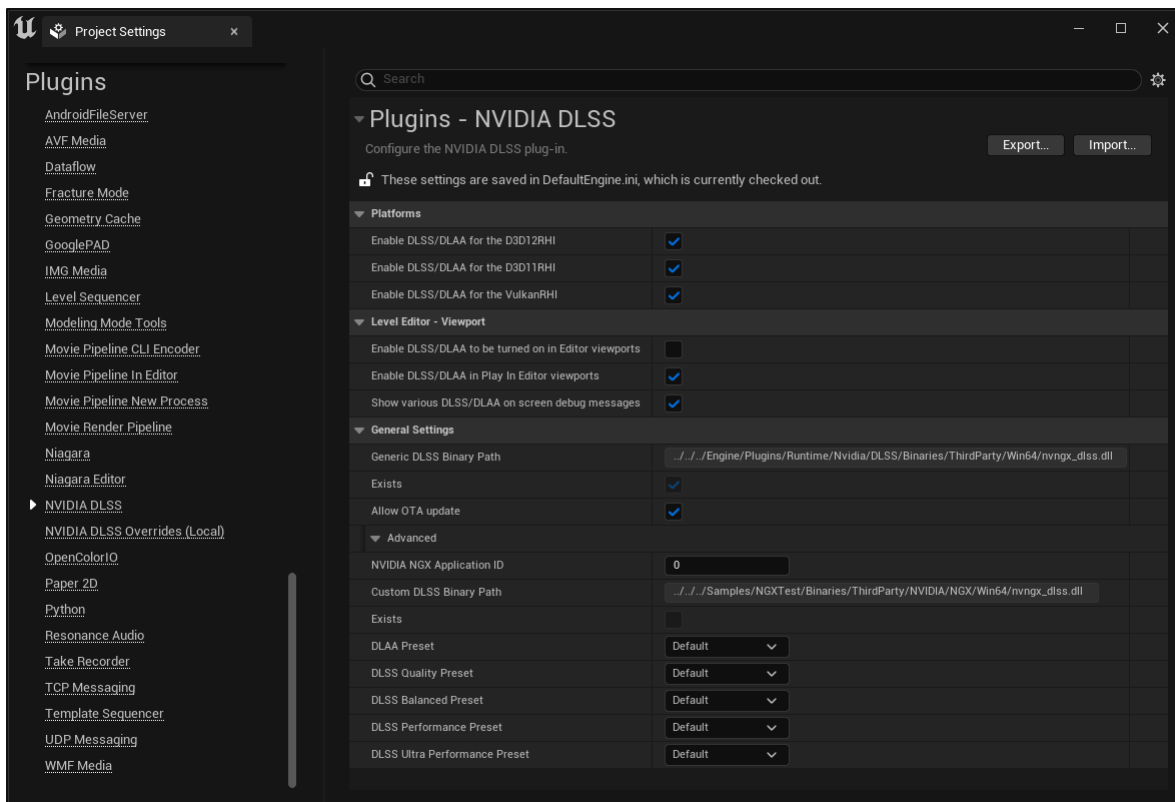 Project Settings
Plugins
AndroidFileServer
AVF Media
Dataflow
Fracture Mode
Geometry Cache
GooglePAD
IMG Media
Level Sequencer
Modeling Mode Tools
Movie Pipeline CLI Encoder
Movie Pipeline In Editor
Movie Pipeline New Process
Movie Render Pipeline
Niagara
Niagara Editor
NVIDIA DLSS
NVIDIA DLSS Overrides (Local)
OpenColorIO
Paper 2D
Python
Resonance Audio
Take Recorder
TCP Messaging
Template Sequencer
UDP Messaging
WMF Media
Search
Plugins - NVIDIA DLSS
Configure the NVIDIA DLSS plug-in.
Export... Import...
These settings are saved in DefaultEngine.ini, which is currently checked out.
Platforms
Enable DLSS/DLAA for the D3D12RHI
Enable DLSS/DLAA for the D3D11RHI
Enable DLSS/DLAA for the VulkanRHI
Level Editor - Viewport
Enable DLSS/DLAA to be turned on in Editor viewports
Enable DLSS/DLAA in Play In Editor viewports
Show various DLSS/DLAA on screen debug messages
General Settings
Generic DLSS Binary Path ../../../Engine/Plugins/Runtime/Nvidia/DLSS/Binaries/ThirdParty/Win64/nvngx_dlss.dll
Exists
Allow OTA update
Advanced
NVIDIA NGX Application ID 0
Custom DLSS Binary Path ../../../Samples/NGXTest/Binaries/ThirdParty/NVIDIA/NGX/Win64/nvngx_dlss.dll
Exists
DLAA Preset Default
DLSS Quality Preset Default
DLSS Balanced Preset Default
DLSS Performance Preset Default
DLSS Ultra Performance Preset Default